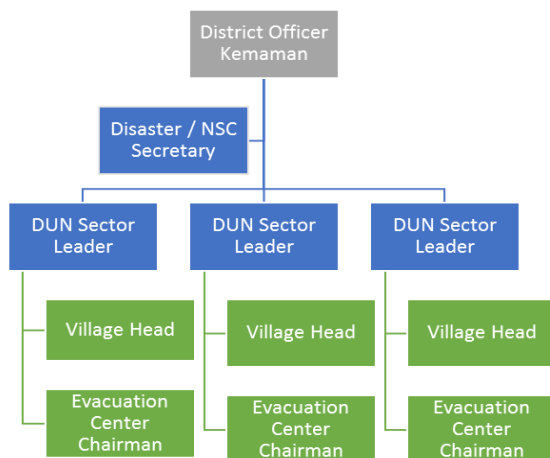 District Officer
Kemaman
Disaster / NSC
Secretary
DUN Sector
Leader
DUN Sector
Leader
DUN Sector
Leader
Village Head
Village Head
Village Head
Evacuation
Center
Chairman
Evacuation
Center
Chairman
Evacuation
Center
Chairman